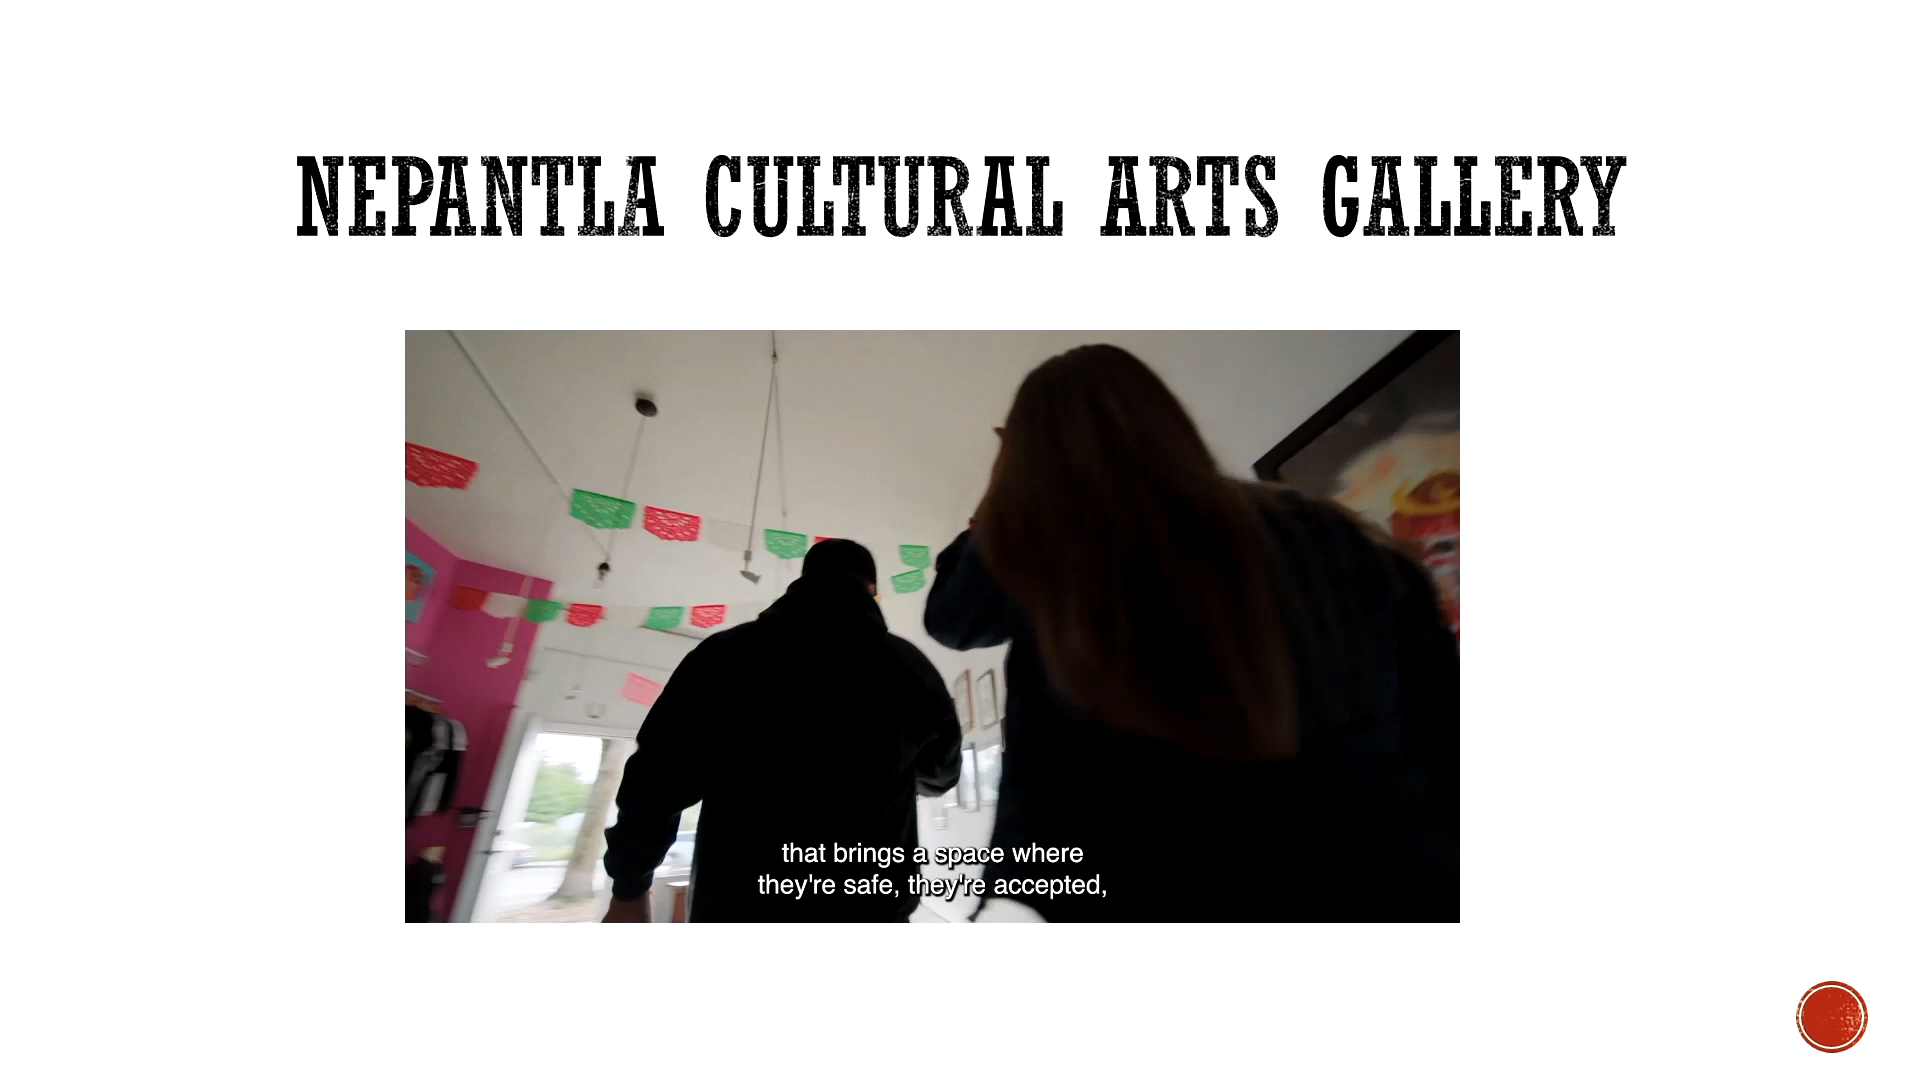 NEPANTLA CULTURAL ARTS GALLERY
that brings a space where
they're safe, they're accepted,